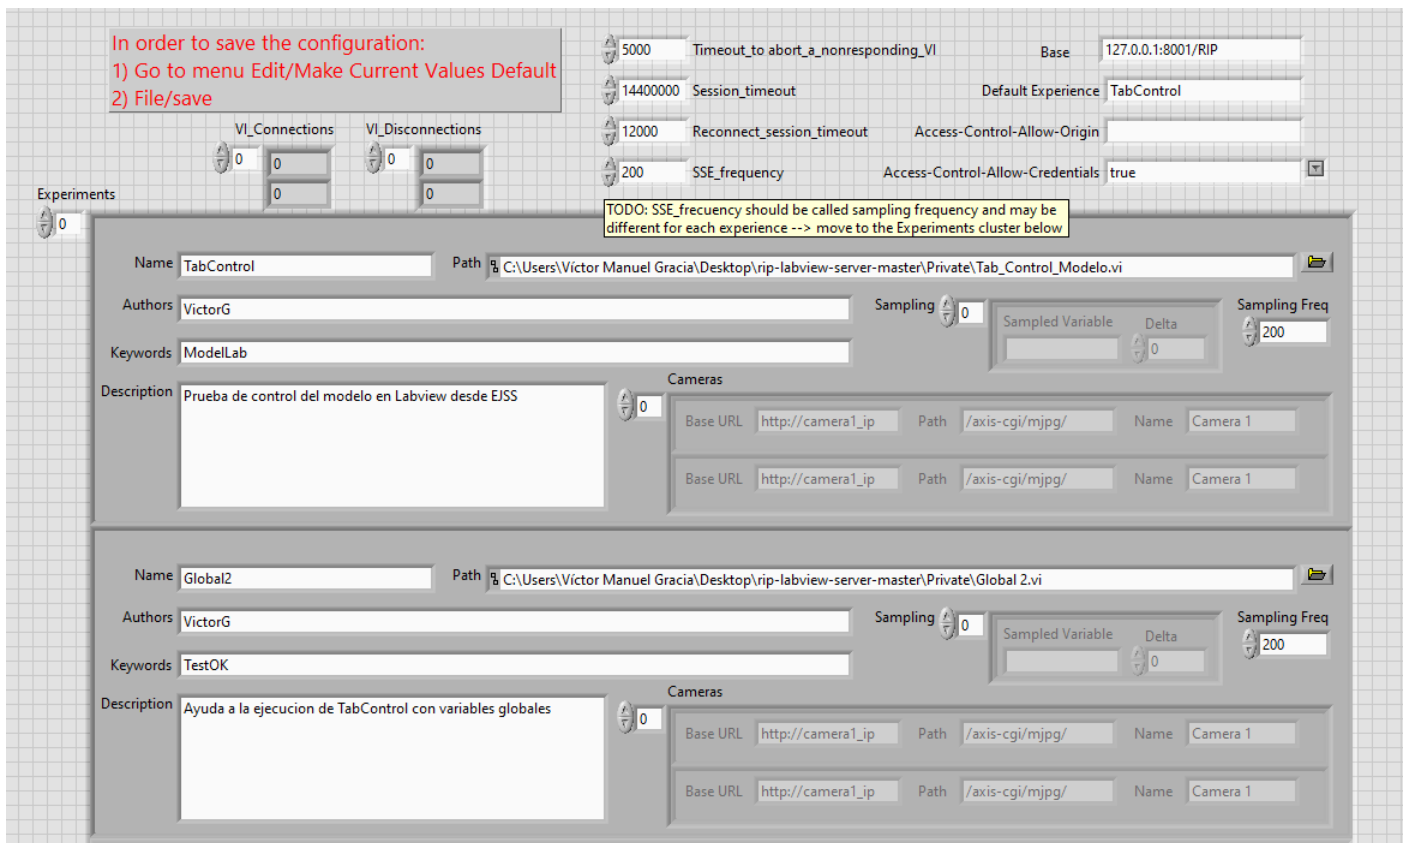 In order to save the configuration:
1) Go to menu Edit/Make Current Values Default
2) File/save
5000 Timeout_to abort_a_nonresponding_VI
Base 127.0.0.1:8001/RIP
14400000 Session_timeout
Default Experience TabControl
12000 Reconnect_session_timeout
Access-Control-Allow-Origin
200 SSE_frequency
Access-Control-Allow-Credentials true
VI_Connections VI_Disconnections
0 0 0 0
0 0
TODO: SSE_frecuency should be called sampling frequency and may be
different for each experience --> move to the Experiments cluster below
Experiments
0
Name TabControl Path C:\Users\Víctor Manuel Gracia\Desktop\rip-labview-server-master\Private\Tab_Control_Modelo.vi
Authors VictorG
Sampling 0 Sampled Variable Delta 0
Sampling Freq 200
Keywords ModelLab
Description Prueba de control del modelo en Labview desde EJSS
Cameras
0
Base URL http://camera1_ip Path /axis-cgi/mjpg/ Name Camera 1
Base URL http://camera1_ip Path /axis-cgi/mjpg/ Name Camera 1
Name Global2 Path C:\Users\Víctor Manuel Gracia\Desktop\rip-labview-server-master\Private\Global 2.vi
Authors VictorG
Sampling 0 Sampled Variable Delta 0
Sampling Freq 200
Keywords TestOK
Description Ayuda a la ejecucion de TabControl con variables globales
Cameras
0
Base URL http://camera1_ip Path /axis-cgi/mjpg/ Name Camera 1
Base URL http://camera1_ip Path /axis-cgi/mjpg/ Name Camera 1